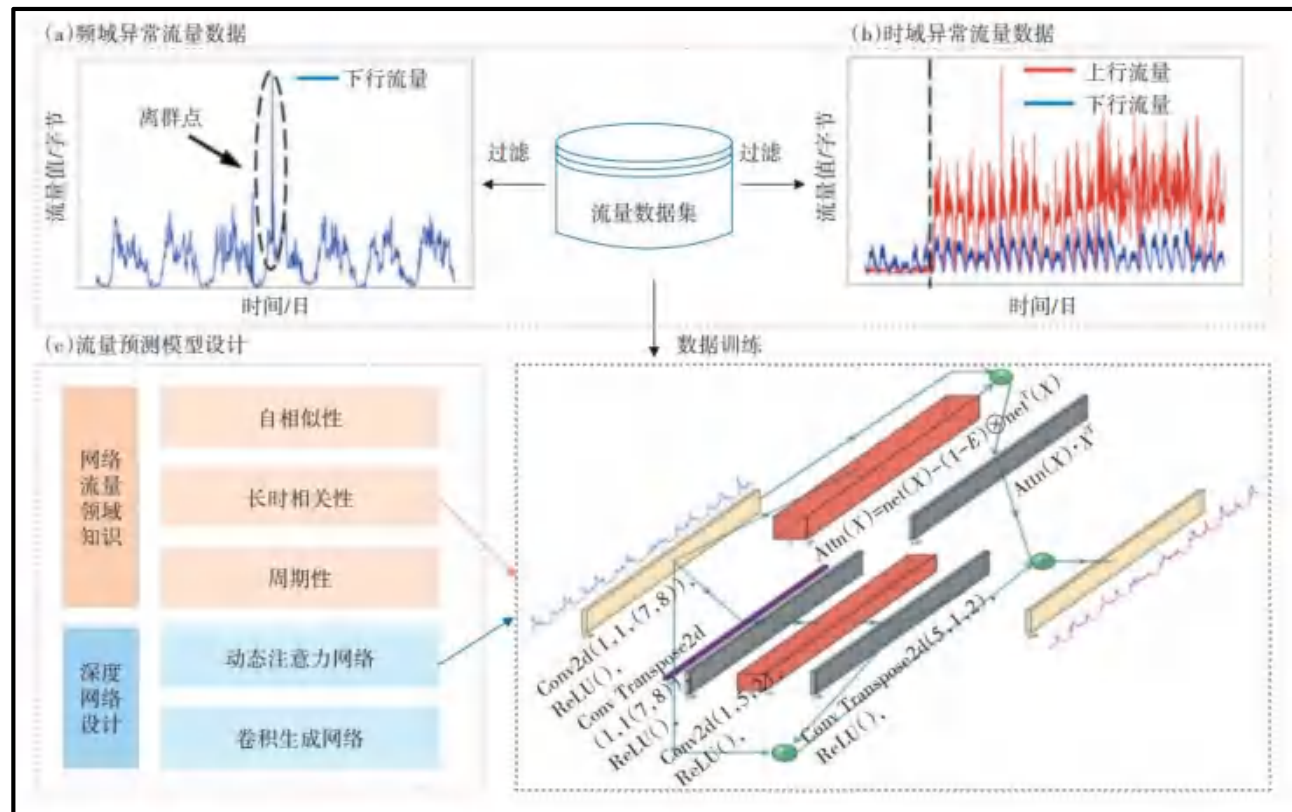 (a)频域异常流量数据
(b)时域异常流量数据
下行流量
离群点
流量值/字节
时间/日
过滤
流量数据集
过滤
上行流量
下行流量
流量值/字节
时间/日
(c)流量预测模型设计
数据训练
网络
流量
领域
知识
自相似性
长时相关性
周期性
深度
网络
设计
动态注意力网络
卷积生成网络
Attn(X)=net(X)-(1-E)⊗netᵀ(X)
Attn(X)·Xᵀ
Conv2d(1,1,(7,8)),
ReLU(),
Conv Transpose2d
(1,1(7,8)),
ReLU(),
Conv2d(1,5,2),
ReLU(),
Conv Transpose2d(5,1,2),
ReLU(),